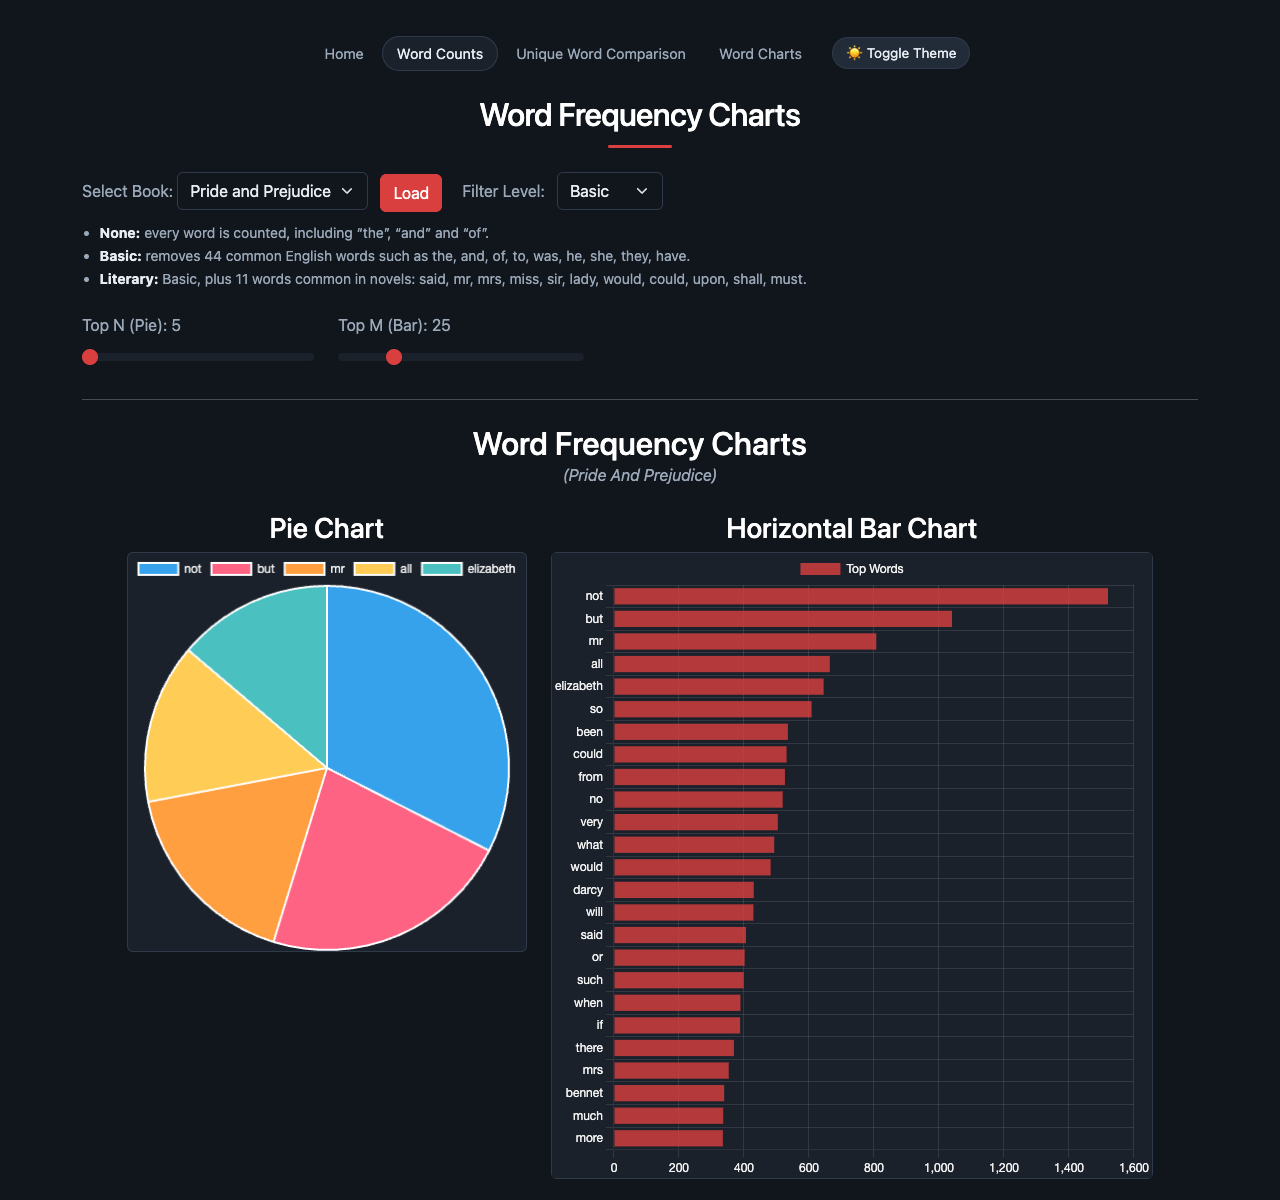 Home Word Counts Unique Word Comparison Word Charts ☀️ Toggle Theme
Word Frequency Charts
Select Book: Pride and Prejudice Load Filter Level: Basic
• None: every word is counted, including “the”, “and” and “of”.
• Basic: removes 44 common English words such as the, and, of, to, was, he, she, they, have.
• Literary: Basic, plus 11 words common in novels: said, mr, mrs, miss, sir, lady, would, could, upon, shall, must.
Top N (Pie): 5 Top M (Bar): 25
Word Frequency Charts
(Pride And Prejudice)
Pie Chart
not but mr all elizabeth
Horizontal Bar Chart
Top Words
not
but
mr
all
elizabeth
so
been
could
from
no
very
what
would
darcy
will
said
or
such
when
if
there
mrs
bennet
much
more
0 200 400 600 800 1,000 1,200 1,400 1,600